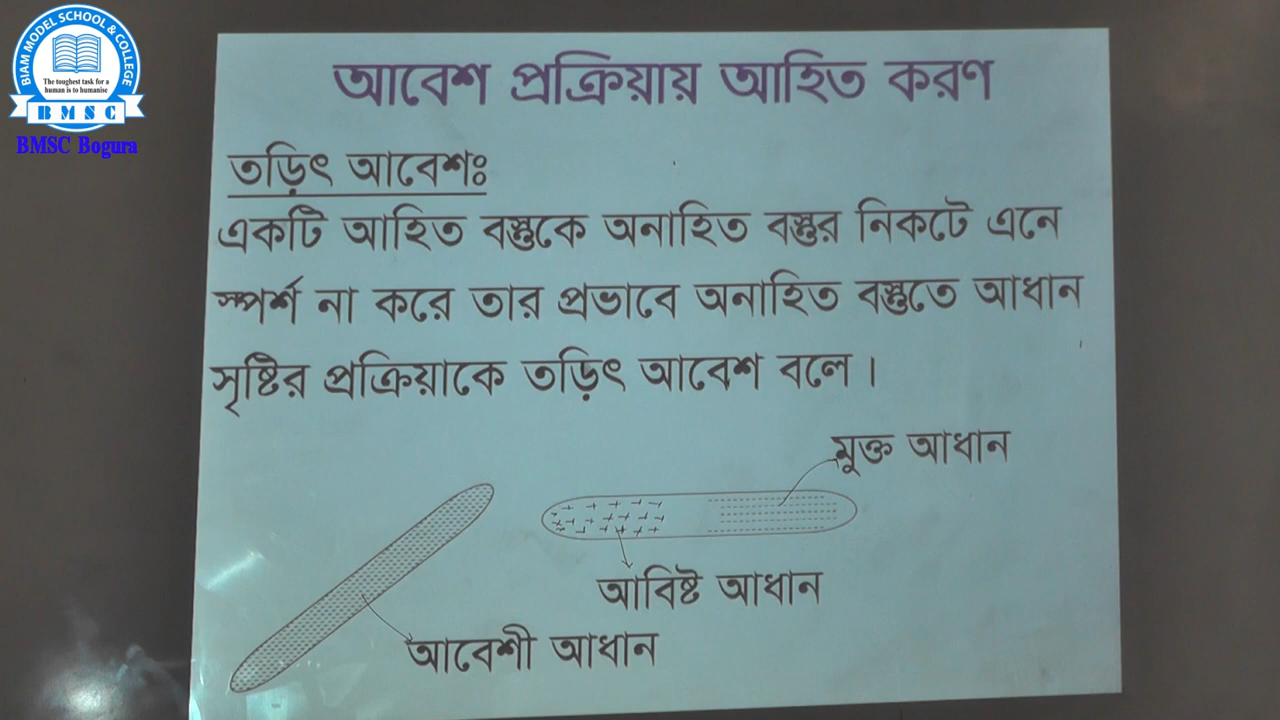 BIAM MODEL SCHOOL & COLLEGE
The toughest task for a
human is to humanise
B M S C
BMSC Bogura
আবেশ প্রক্রিয়ায় আহিত করণ
তড়িৎ আবেশঃ
একটি আহিত বস্তুকে অনাহিত বস্তুর নিকটে এনে
স্পর্শ না করে তার প্রভাবে অনাহিত বস্তুতে আধান
সৃষ্টির প্রক্রিয়াকে তড়িৎ আবেশ বলে।
মুক্ত আধান
আবিষ্ট আধান
আবেশী আধান